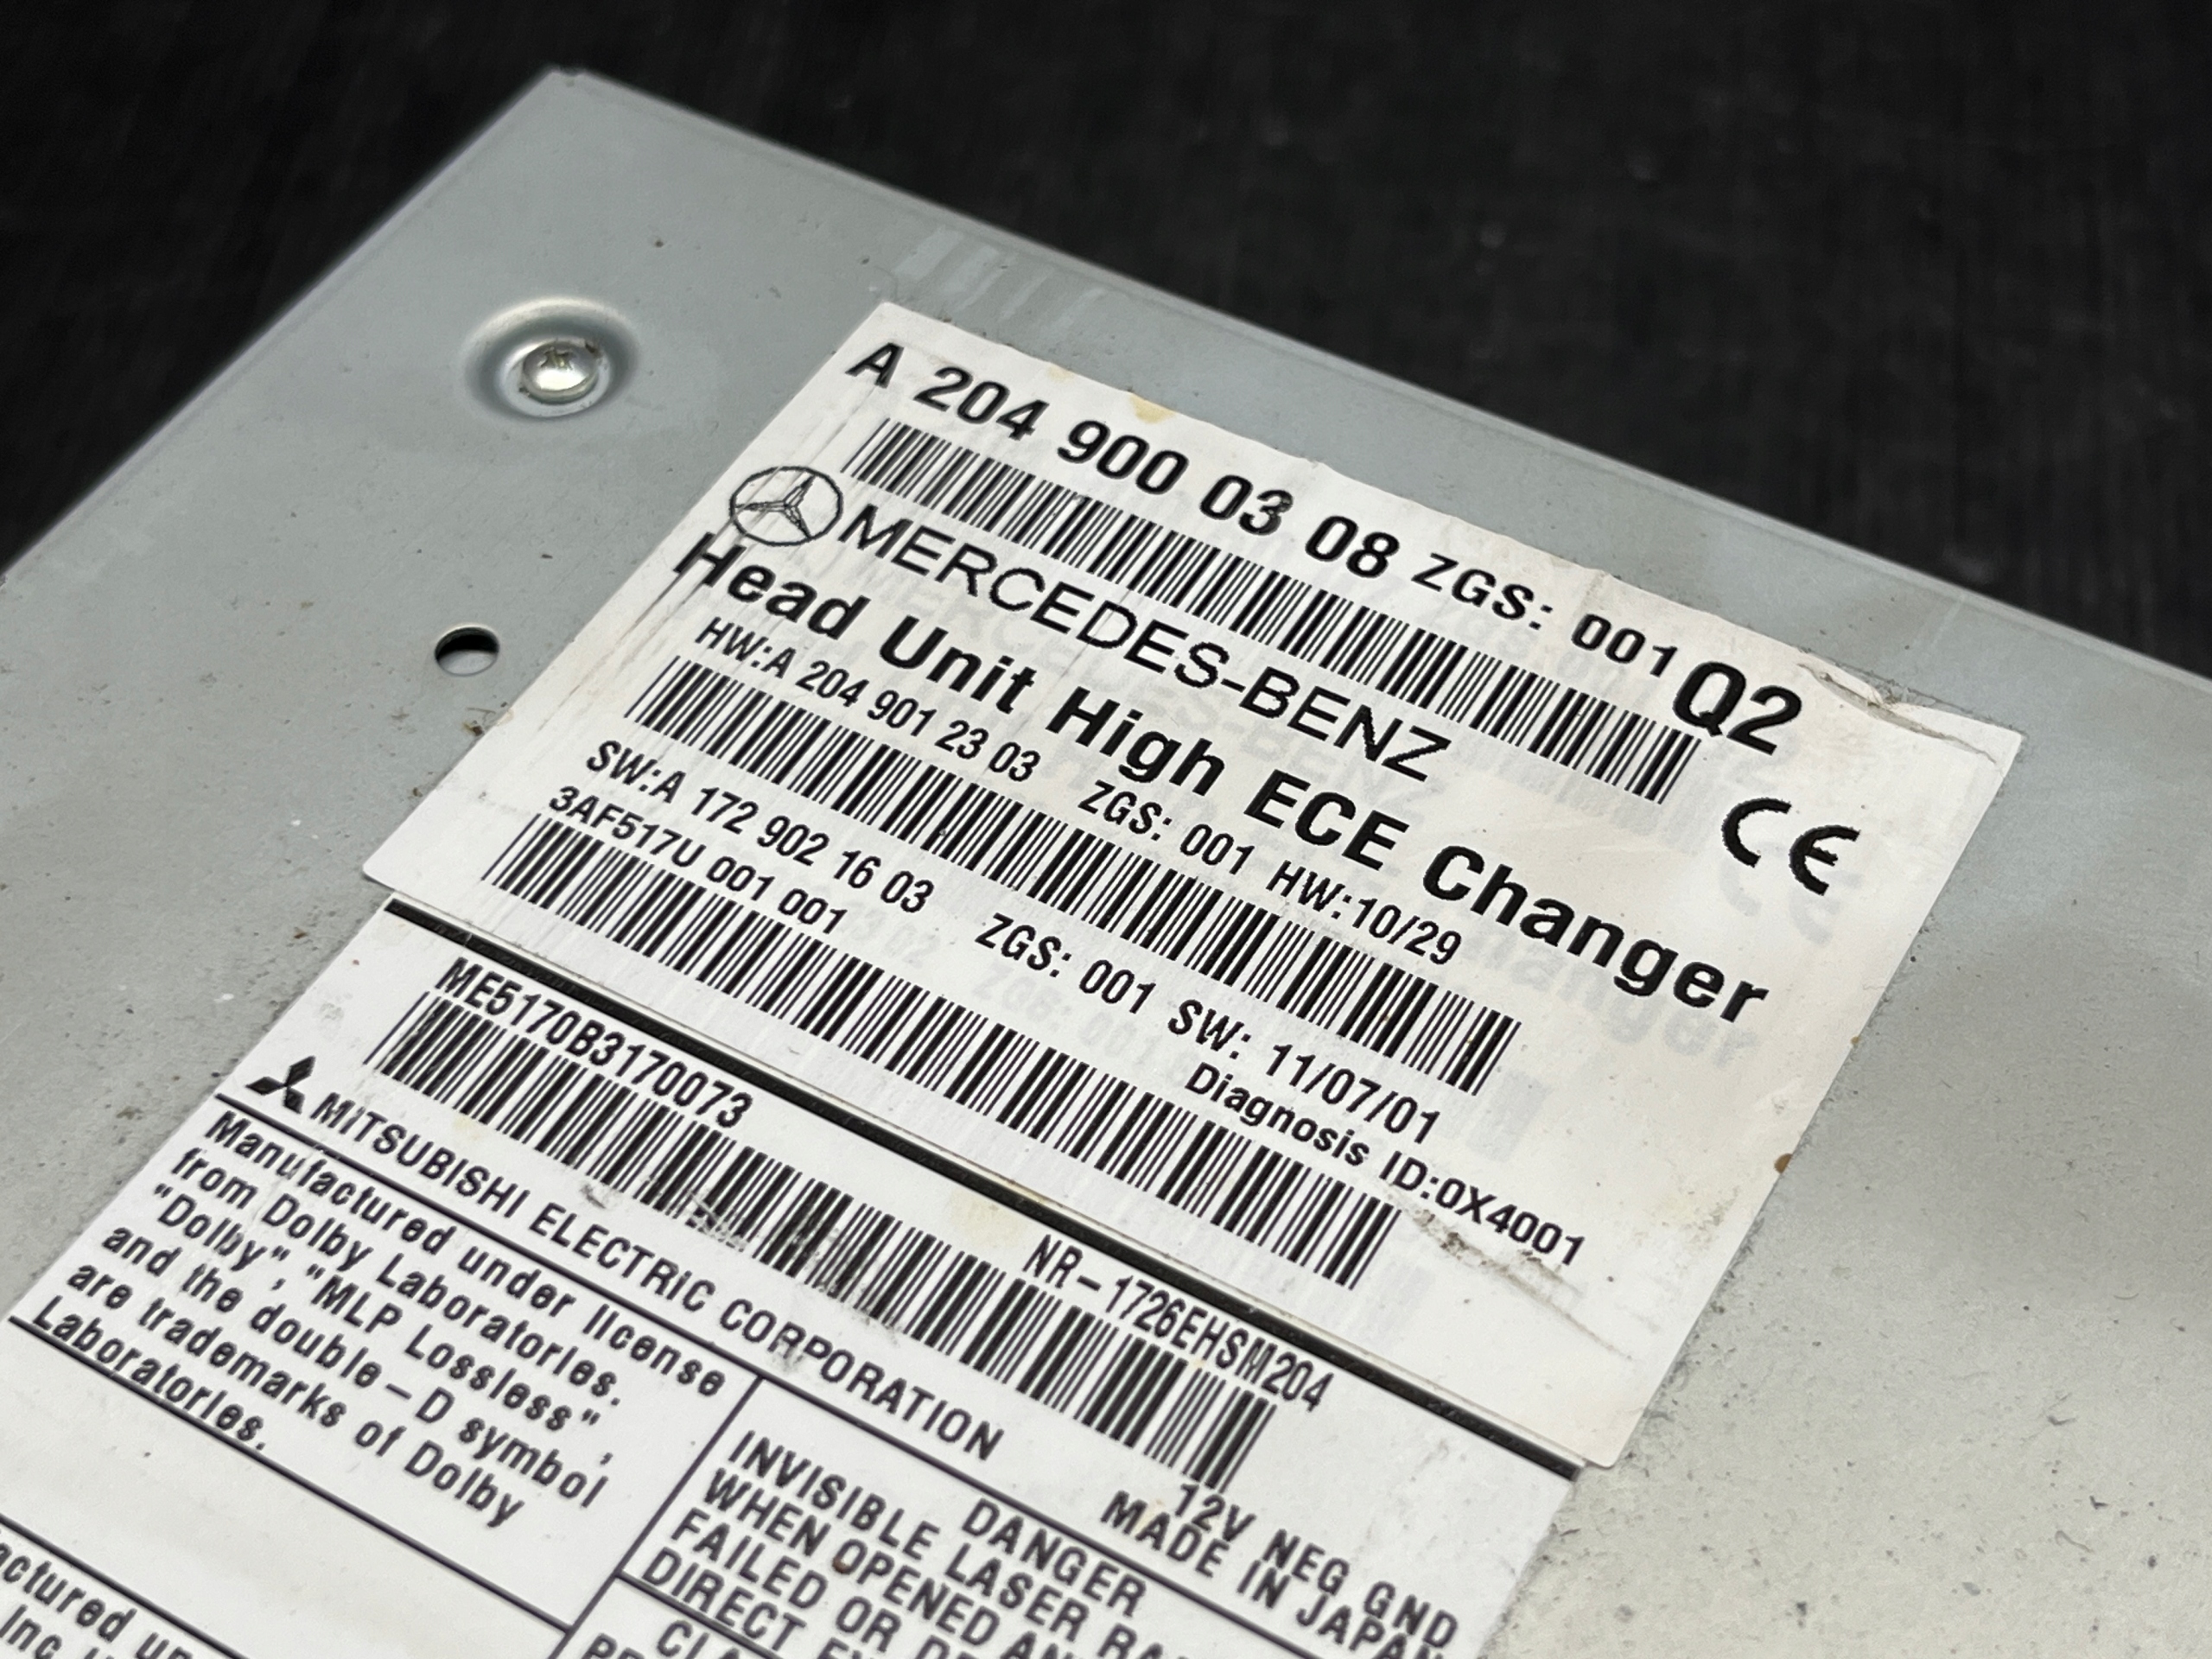 A 204 900 03 08 ZGS: 001 Q2
MERCEDES-BENZ
Head Unit High ECE Changer
CE
HW:A 204 901 23 03 ZGS: 001 HW:10/29
SW:A 172 902 16 03 ZGS: 001 SW: 11/07/01
3AF517U 001 001
Diagnosis ID:0X4001
ME5170B3170073
NR-1726EHSM204
MITSUBISHI ELECTRIC CORPORATION
12V NEG GND
MADE IN JAPAN
Manufactured under license
from Dolby Laboratories.
"Dolby", "MLP Lossless",
and the double-D symbol
are trademarks of Dolby
Laboratories.
DANGER
INVISIBLE LASER
WHEN OPENED
FAILED OR
DIRECT
Inc.